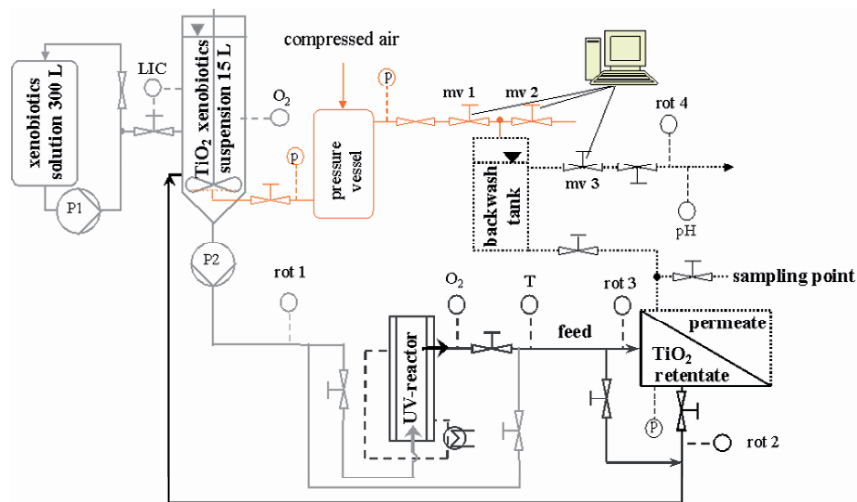 compressed air
LIC
xenobiotics
solution 300 L
TiO2 xenobiotics
suspension 15 L
O2
p
mv 1
mv 2
rot 4
pressure
vessel
p
backwash
tank
mv 3
pH
P1
P2
rot 1
sampling point
O2
T
rot 3
feed
permeate
TiO2
retentate
UV-reactor
P
rot 2